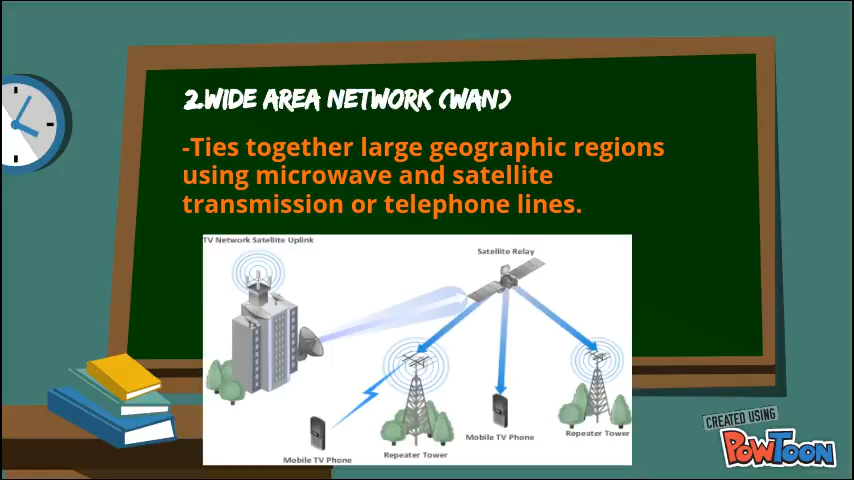 2.WIDE AREA NETWORK (WAN)
-Ties together large geographic regions
using microwave and satellite
transmission or telephone lines.
TV Network Satellite Uplink
Satellite Relay
Mobile TV Phone
Repeater Tower
Mobile TV Phone
Repeater Tower
CREATED USING
POWTOON